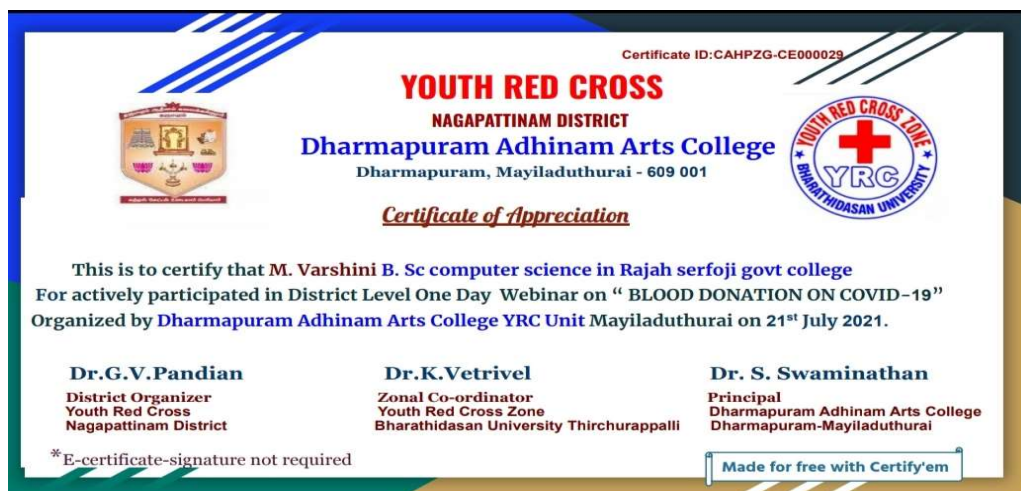 Certificate ID:CAHPZG-CE000029
YOUTH RED CROSS
NAGAPATTINAM DISTRICT
Dharmapuram Adhinam Arts College
Dharmapuram, Mayiladuthurai - 609 001
YOUTH RED CROSS ZONE
YRC
BHARATHIDASAN UNIVERSITY
Certificate of Appreciation
This is to certify that M. Varshini B. Sc computer science in Rajah serfoji govt college
For actively participated in District Level One Day Webinar on “ BLOOD DONATION ON COVID-19”
Organized by Dharmapuram Adhinam Arts College YRC Unit Mayiladuthurai on 21st July 2021.
Dr.G.V.Pandian
District Organizer
Youth Red Cross
Nagapattinam District
Dr.K.Vetrivel
Zonal Co-ordinator
Youth Red Cross Zone
Bharathidasan University Thirchurappalli
Dr. S. Swaminathan
Principal
Dharmapuram Adhinam Arts College
Dharmapuram-Mayiladuthurai
*E-certificate-signature not required
Made for free with Certify'em